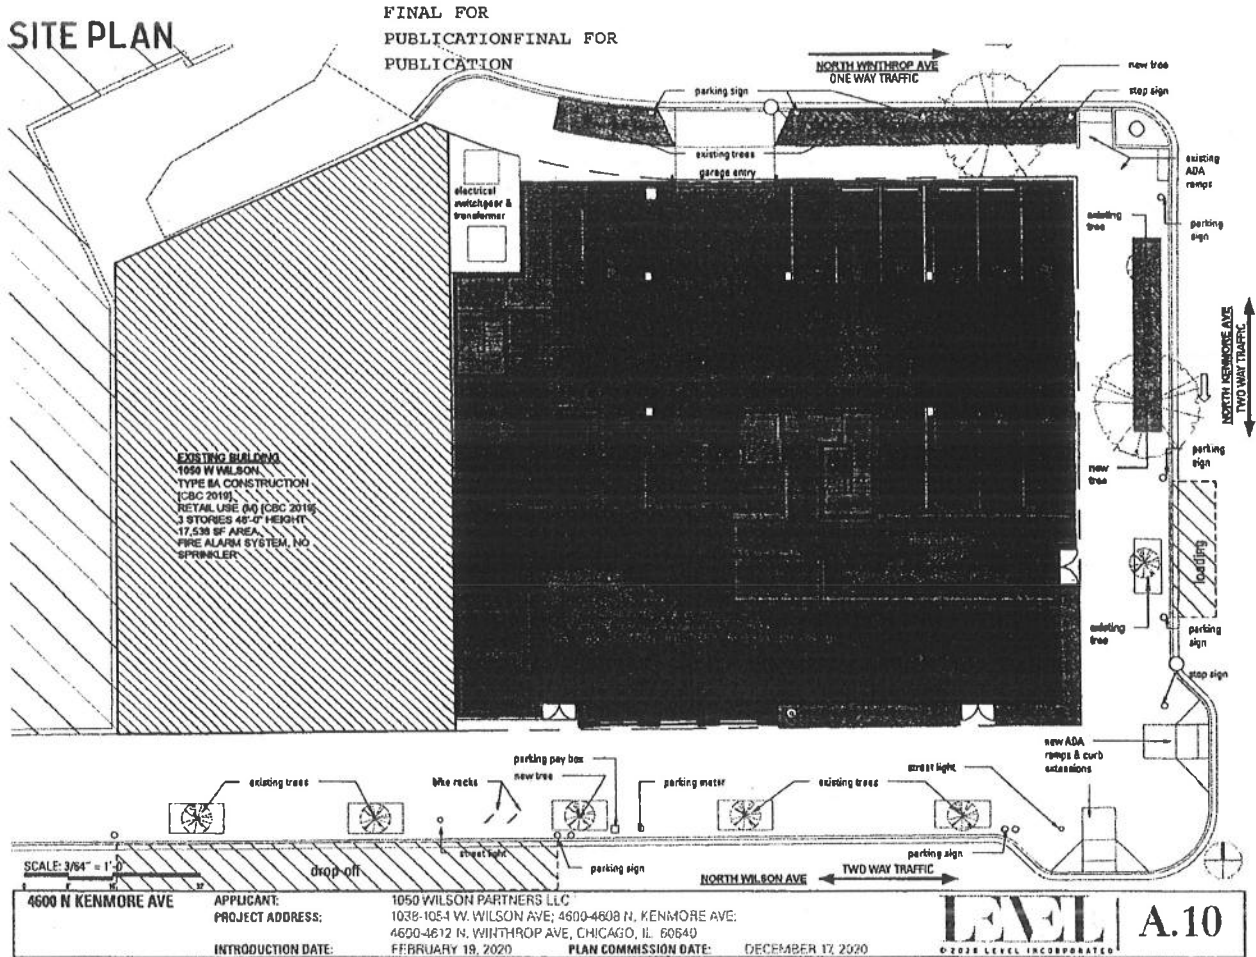 SITE PLAN
FINAL FOR
PUBLICATIONFINAL FOR
PUBLICATION
NORTH WINTHROP AVE
ONE WAY TRAFFIC
new tree
stop sign
parking sign
existing trees
garage entry
existing
ADA
ramps
electrical
switchgear &
transformer
existing
tree
parking
sign
NORTH KENMORE AVE
TWO WAY TRAFFIC
EXISTING BUILDING
1050 W WILSON
TYPE IIA CONSTRUCTION
[CBC 2019]
RETAIL USE (M) [CBC 2019]
3 STORIES 46'-0" HEIGHT
17,538 SF AREA,
FIRE ALARM SYSTEM, NO
SPRINKLER
new
tree
parking
sign
loading
existing
tree
parking
sign
stop sign
new ADA
ramps & curb
extensions
parking pay box
existing trees
bike racks
new tree
parking meter
existing trees
street light
street light
parking sign
parking sign
drop off
SCALE: 3/64" = 1'-0"
NORTH WILSON AVE
TWO WAY TRAFFIC
4600 N KENMORE AVE
APPLICANT: 1050 WILSON PARTNERS LLC
PROJECT ADDRESS: 1038-1054 W. WILSON AVE; 4600-4608 N. KENMORE AVE;
4600-4612 N. WINTHROP AVE, CHICAGO, IL 60640
INTRODUCTION DATE: FEBRUARY 19, 2020 PLAN COMMISSION DATE: DECEMBER 17, 2020
LEVEL
© 2020 LEVEL INCORPORATED
A.10